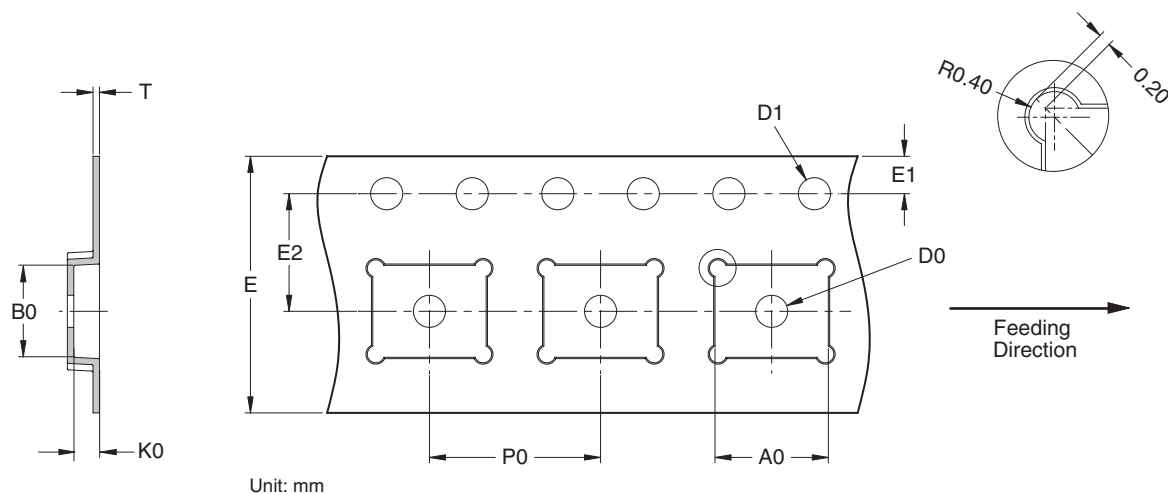 T
R0.40
0.20
D1
E1
E2
E
D0
B0
Feeding
Direction
K0
P0
A0
Unit: mm